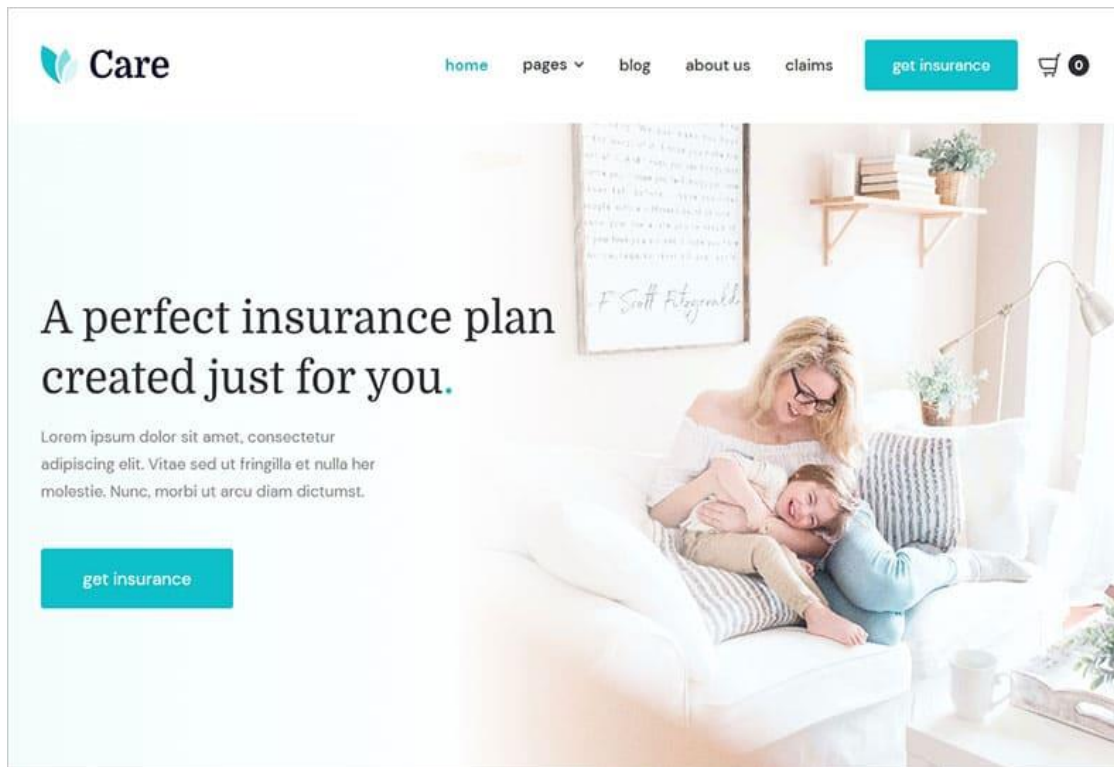 Care
home pages blog about us claims get insurance 0
F Scott Fitzgerald
A perfect insurance plan
created just for you.
Lorem ipsum dolor sit amet, consectetur
adipiscing elit. Vitae sed ut fringilla et nulla her
molestie. Nunc, morbi ut arcu diam dictumst.
get insurance